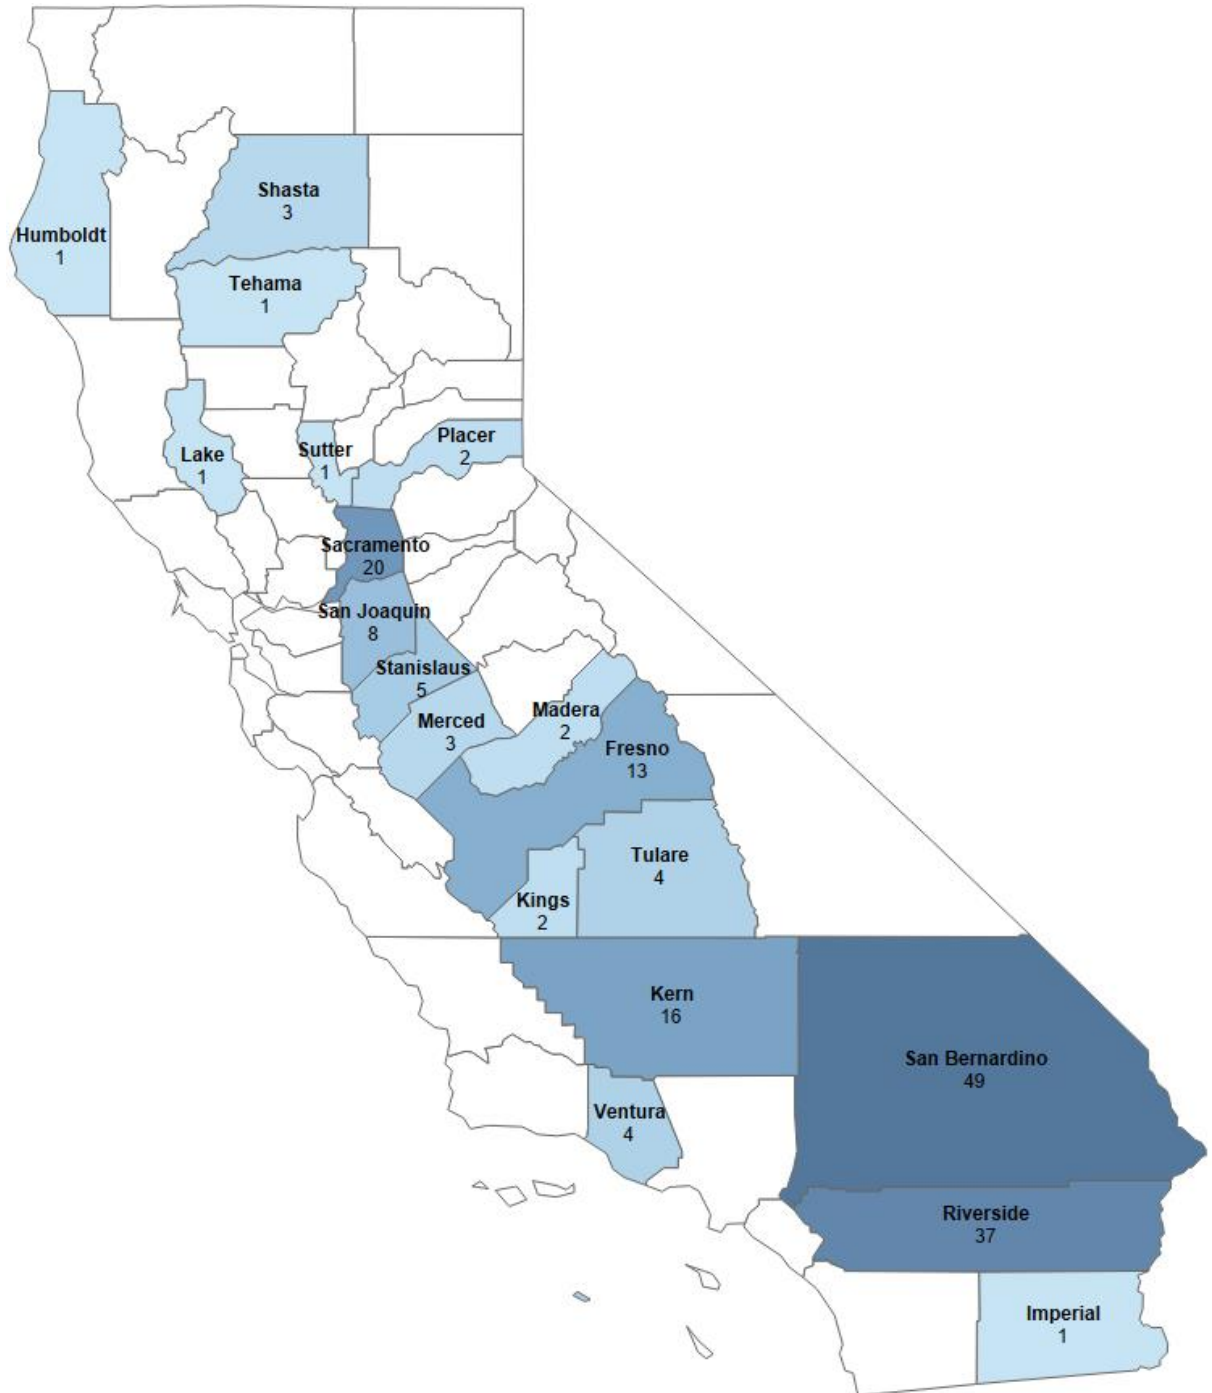 Shasta
3
Humboldt
1
Tehama
1
Placer
2
Sutter
1
Lake
1
Sacramento
20
San Joaquin
8
Stanislaus
5
Madera
2
Merced
3
Fresno
13
Tulare
4
Kings
2
Kern
16
San Bernardino
49
Ventura
4
Riverside
37
Imperial
1